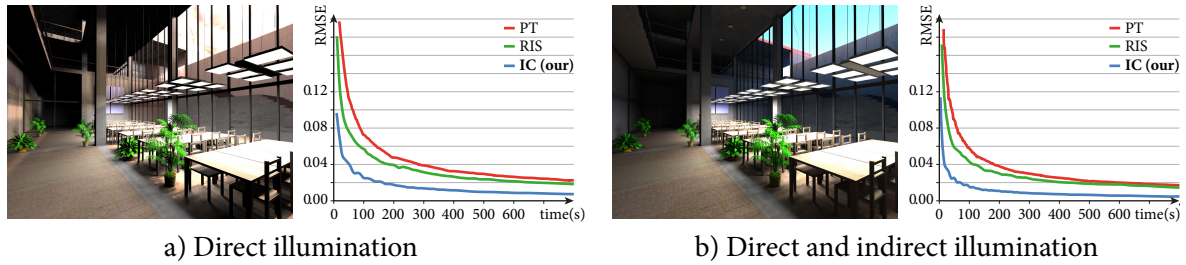 RMSE
PT
RIS
IC (our)
0.12
0.08
0.04
0.00
0 100 200 300 400 500 600 time(s)
RMSE
PT
RIS
IC (our)
0.12
0.08
0.04
0.00
0 100 200 300 400 500 600 time(s)
a) Direct illumination
b) Direct and indirect illumination